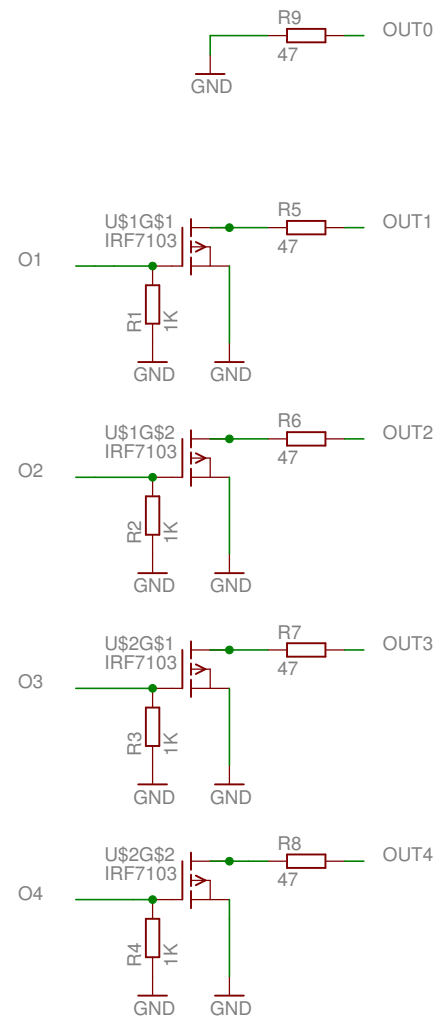 R9
OUT0
47
GND
U$1G$1
IRF7103
R5
OUT1
47
O1
R1
1K
GND
GND
U$1G$2
IRF7103
R6
OUT2
47
O2
R2
1K
GND
GND
U$2G$1
IRF7103
R7
OUT3
47
O3
R3
1K
GND
GND
U$2G$2
IRF7103
R8
OUT4
47
O4
R4
1K
GND
GND